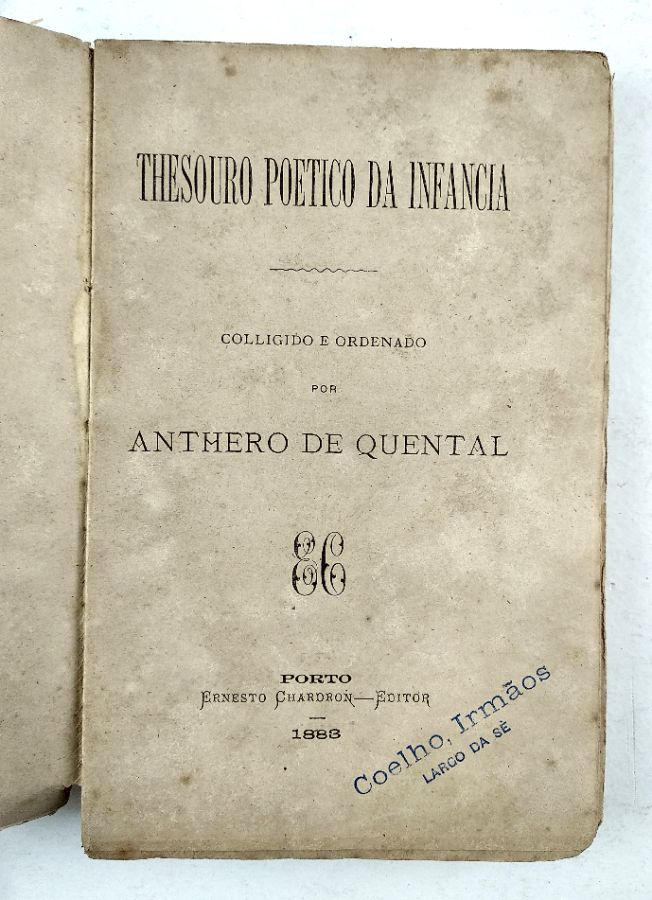 THESOURO POETICO DA INFANCIA
COLLIGIDO E ORDENADO
POR
ANTHERO DE QUENTAL
EC
PORTO
ERNESTO CHARDRON—EDITOR
1883
Coelho, Irmãos
LARGO DA SÉ